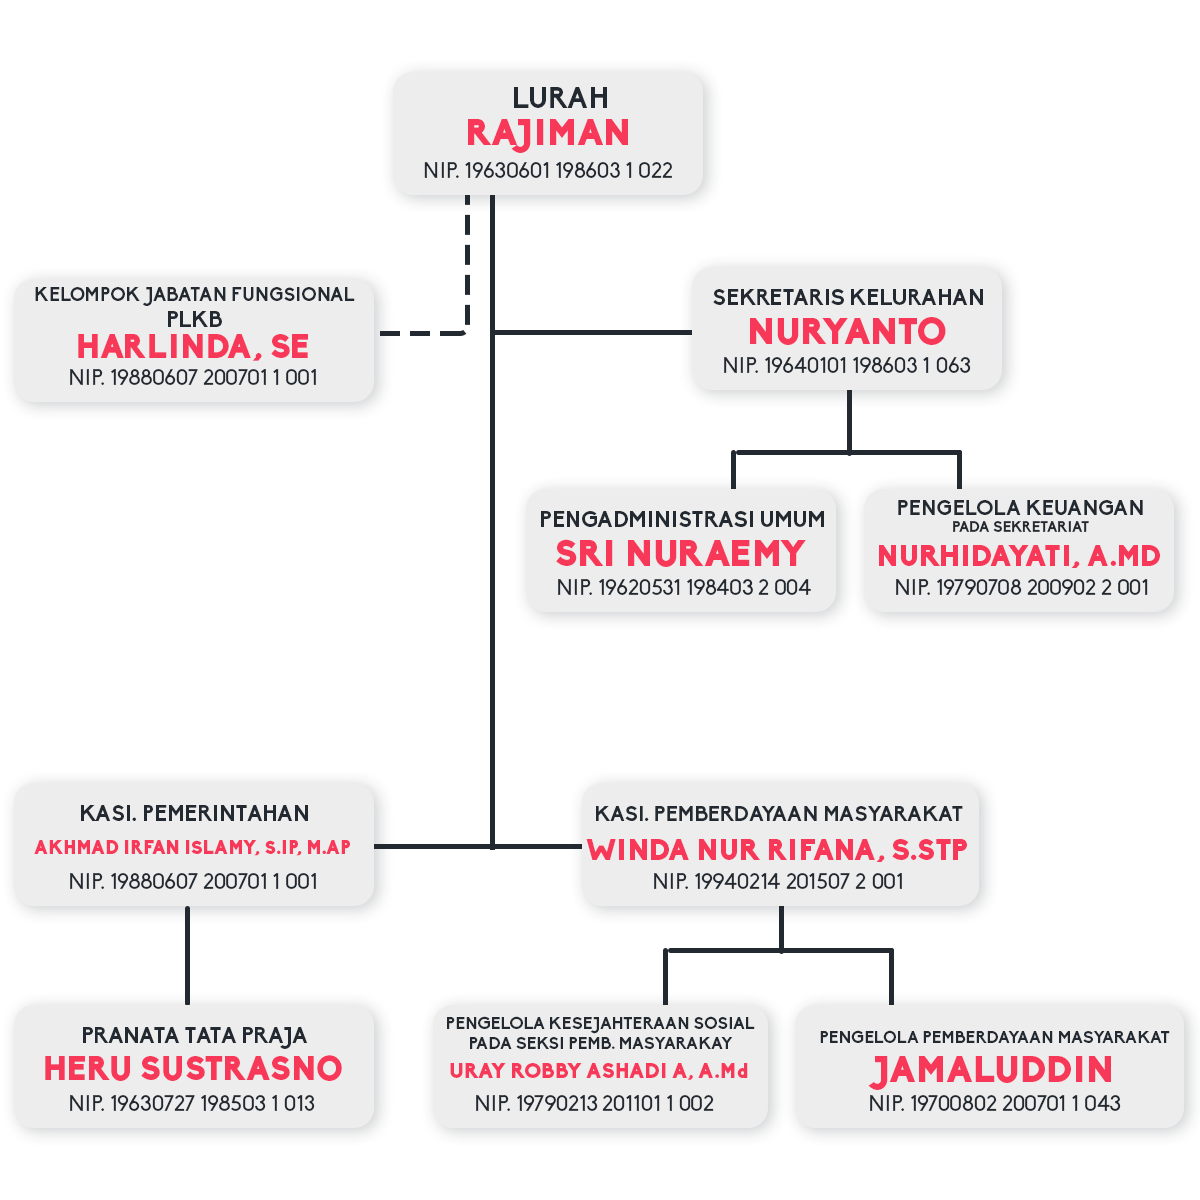 LURAH
RAJIMAN
NIP. 19630601 198603 1 022
KELOMPOK JABATAN FUNGSIONAL
PLKB
HARLINDA, SE
NIP. 19880607 200701 1 001
SEKRETARIS KELURAHAN
NURYANTO
NIP. 19640101 198603 1 063
PENGADMINISTRASI UMUM
SRI NURAEMY
NIP. 19620531 198403 2 004
PENGELOLA KEUANGAN
PADA SEKRETARIAT
NURHIDAYATI, A.MD
NIP. 19790708 200902 2 001
KASI. PEMERINTAHAN
AKHMAD IRFAN ISLAMY, S.IP, M.AP
NIP. 19880607 200701 1 001
KASI. PEMBERDAYAAN MASYARAKAT
WINDA NUR RIFANA, S.STP
NIP. 19940214 201507 2 001
PRANATA TATA PRAJA
HERU SUSTRASNO
NIP. 19630727 198503 1 013
PENGELOLA KESEJAHTERAAN SOSIAL
PADA SEKSI PEMB. MASYARAKAY
URAY ROBBY ASHADI A, A.Md
NIP. 19790213 201101 1 002
PENGELOLA PEMBERDAYAAN MASYARAKAT
JAMALUDDIN
NIP. 19700802 200701 1 043